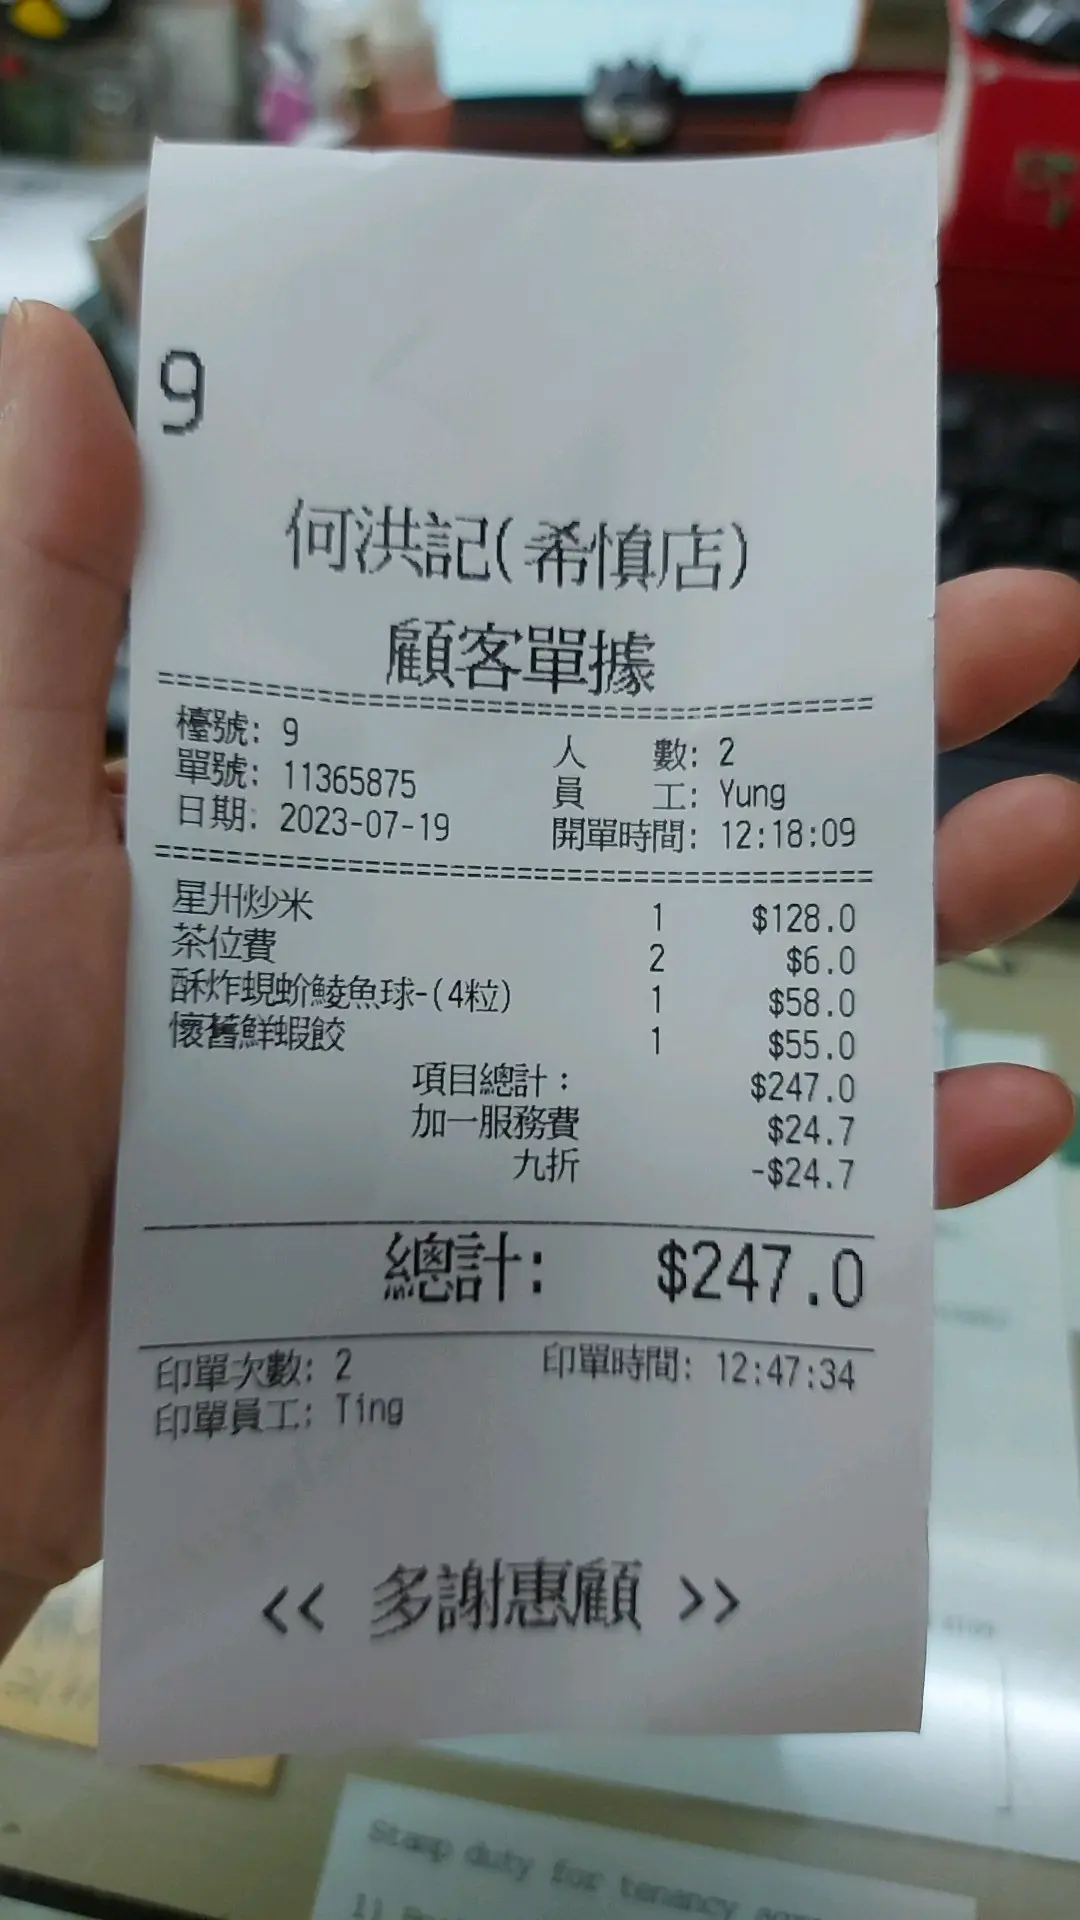 9
何洪記(希慎店)
顧客單據
================================================
檯號: 9 人 數: 2
單號: 11365875 員 工: Yung
日期: 2023-07-19 開單時間: 12:18:09
================================================
星州炒米 1 $128.0
茶位費 2 $6.0
酥炸蜆蚧鯪魚球-(4粒) 1 $58.0
懷舊鮮蝦餃 1 $55.0
項目總計: $247.0
加一服務費 $24.7
九折 -$24.7
總計: $247.0
印單次數: 2 印單時間: 12:47:34
印單員工: Ting
<< 多謝惠顧 >>
Stamp duty for tenancy
1)